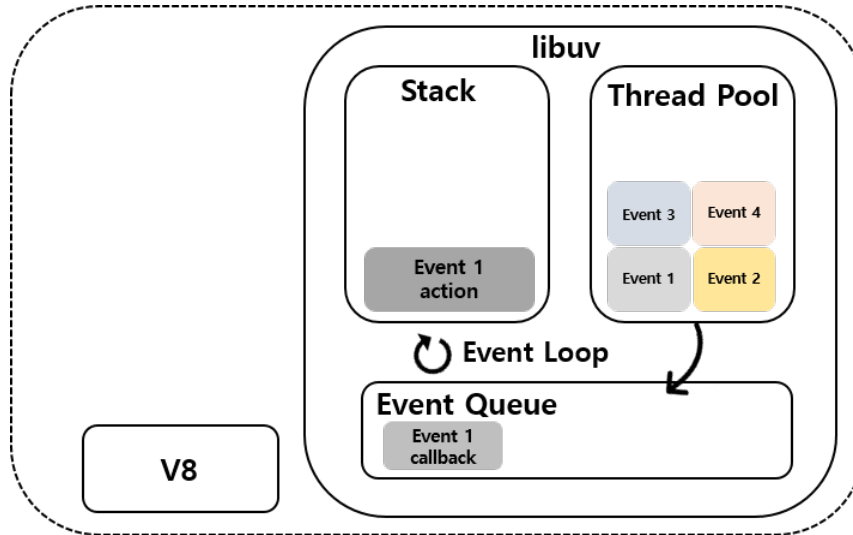 libuv
Stack
Thread Pool
Event 3
Event 4
Event 1
action
Event 1
Event 2
Event Loop
Event Queue
Event 1
callback
V8